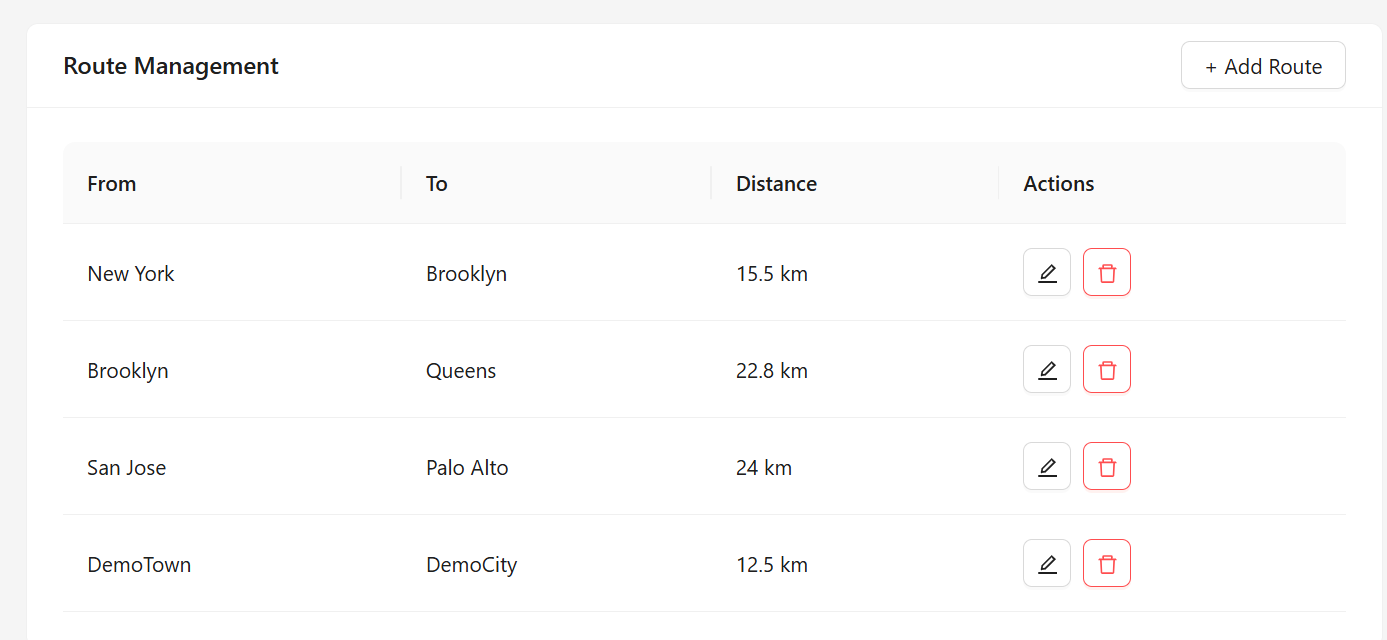 Route Management
+ Add Route
From To Distance Actions
New York Brooklyn 15.5 km
Brooklyn Queens 22.8 km
San Jose Palo Alto 24 km
DemoTown DemoCity 12.5 km